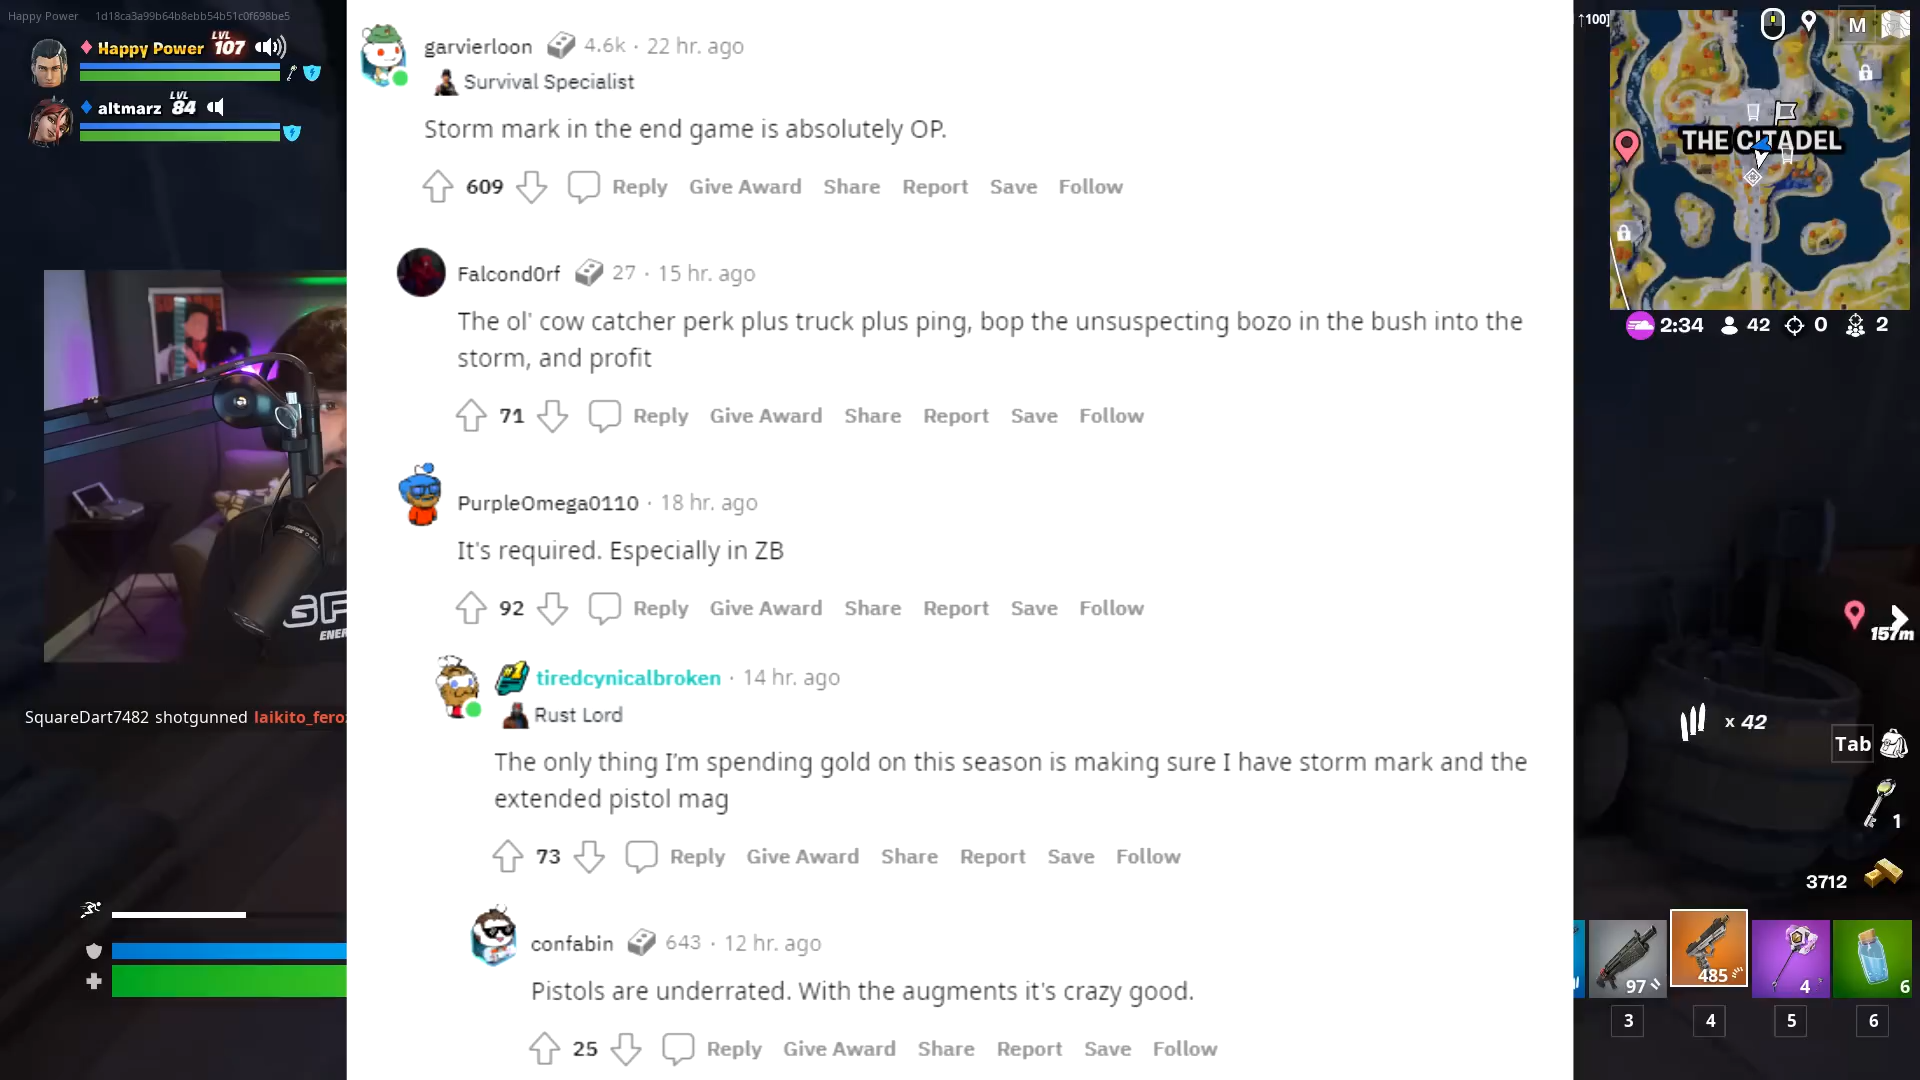 Happy Power 1d18ca3a99b64b8ebb54b51c0f698be5
Happy Power LVL 107
altmarz LVL 84
garvierloon 4.6k · 22 hr. ago
Survival Specialist
Storm mark in the end game is absolutely OP.
609 Reply Give Award Share Report Save Follow
Falcond0rf 27 · 15 hr. ago
The ol' cow catcher perk plus truck plus ping, bop the unsuspecting bozo in the bush into the
storm, and profit
71 Reply Give Award Share Report Save Follow
PurpleOmega0110 · 18 hr. ago
It's required. Especially in ZB
92 Reply Give Award Share Report Save Follow
tiredcynicalbroken · 14 hr. ago
Rust Lord
The only thing I'm spending gold on this season is making sure I have storm mark and the
extended pistol mag
73 Reply Give Award Share Report Save Follow
confabin 643 · 12 hr. ago
Pistols are underrated. With the augments it's crazy good.
25 Reply Give Award Share Report Save Follow
SquareDart7482 shotgunned laikito_fero
ENER
↑100]
M
THE CITADEL
2:34 42 0 2
157m
x 42
Tab
1
3712
97 485 4 6
3 4 5 6